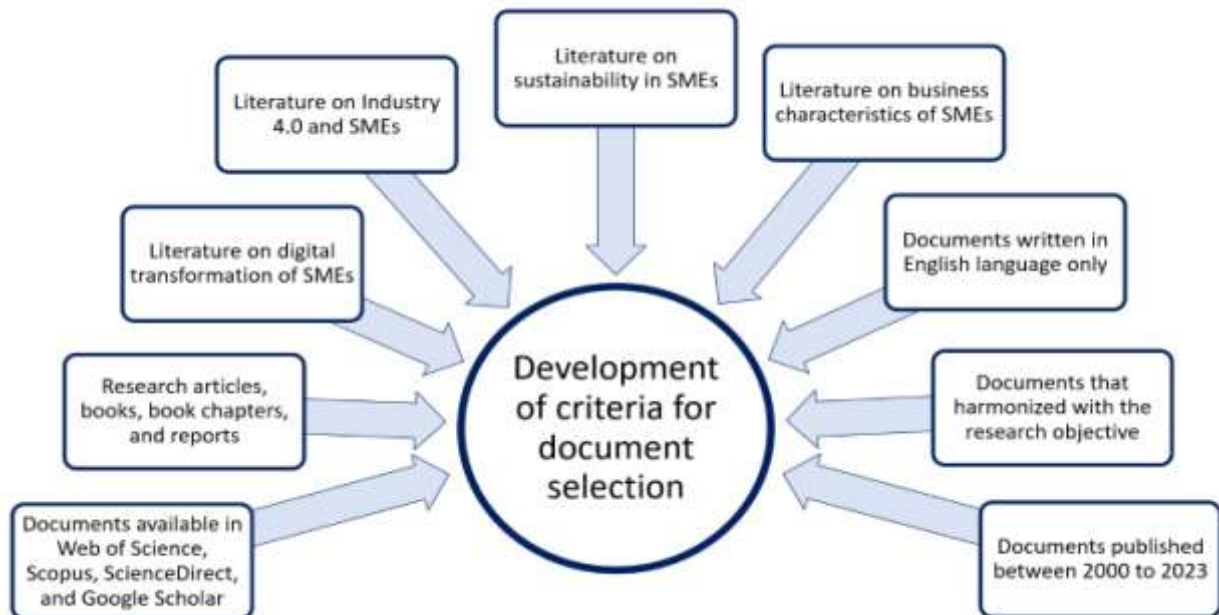 Literature on
sustainability in SMEs
Literature on Industry
4.0 and SMEs
Literature on business
characteristics of SMEs
Literature on digital
transformation of SMEs
Documents written in
English language only
Research articles,
books, book chapters,
and reports
Development
of criteria for
document
selection
Documents that
harmonized with the
research objective
Documents available in
Web of Science,
Scopus, ScienceDirect,
and Google Scholar
Documents published
between 2000 to 2023